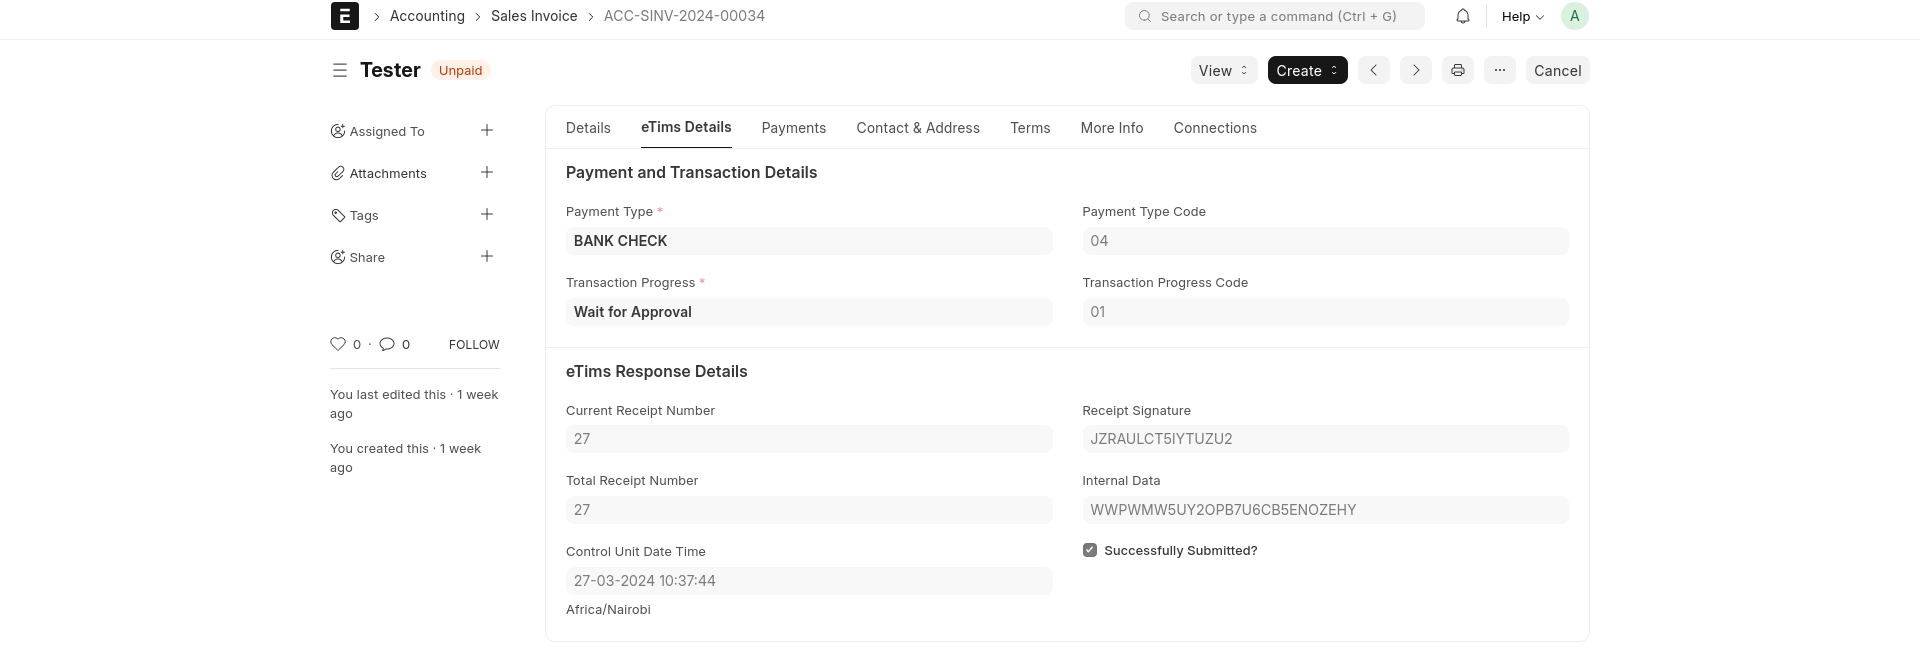 E Accounting Sales Invoice ACC-SINV-2024-00034 Search or type a command (Ctrl + G) Help A
Tester Unpaid View Create ... Cancel
Assigned To
Attachments
Tags
Share
0 · 0 FOLLOW
You last edited this · 1 week
ago
You created this · 1 week
ago
Details eTims Details Payments Contact & Address Terms More Info Connections
Payment and Transaction Details
Payment Type * Payment Type Code
BANK CHECK 04
Transaction Progress * Transaction Progress Code
Wait for Approval 01
eTims Response Details
Current Receipt Number Receipt Signature
27 JZRAULCT5IYTUZU2
Total Receipt Number Internal Data
27 WWPWMW5UY2OPB7U6CB5ENOZEHY
Control Unit Date Time Successfully Submitted?
27-03-2024 10:37:44
Africa/Nairobi